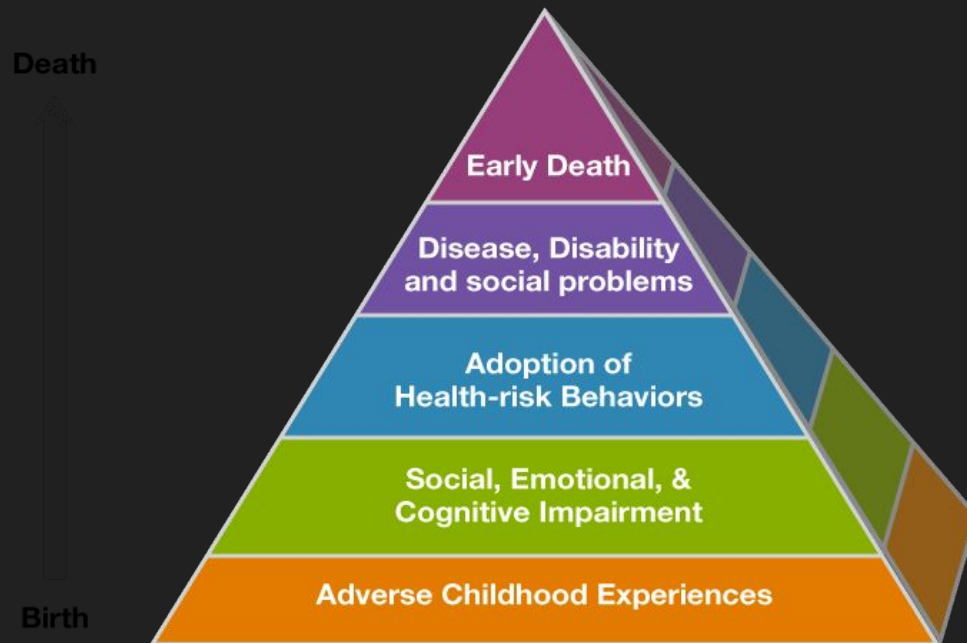 Death
Early Death
Disease, Disability
and social problems
Adoption of
Health-risk Behaviors
Social, Emotional, &
Cognitive Impairment
Adverse Childhood Experiences
Birth